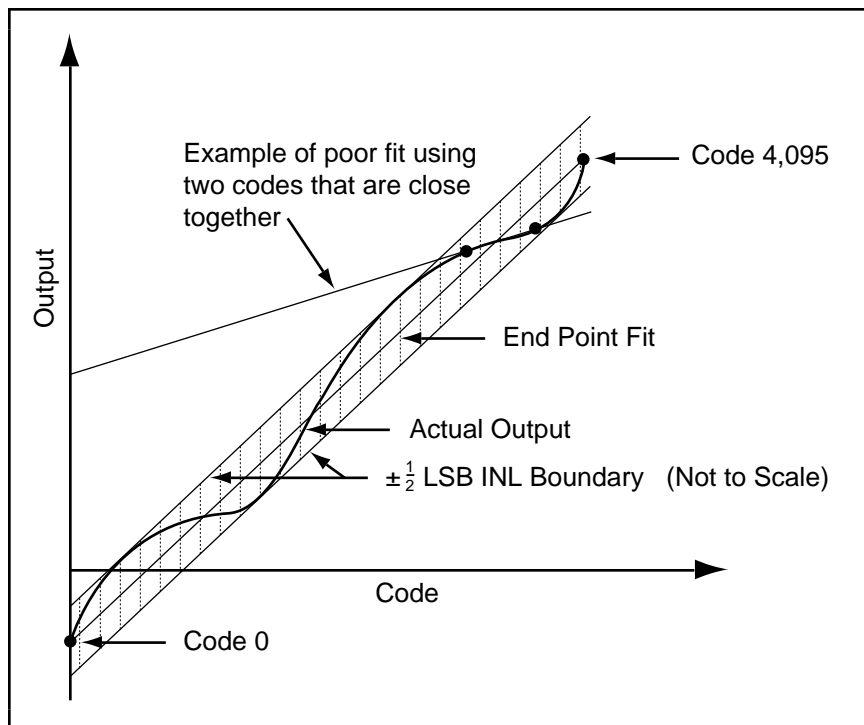 Example of poor fit using
two codes that are close
together
Code 4,095
Output
End Point Fit
Actual Output
±½ LSB INL Boundary (Not to Scale)
Code
Code 0